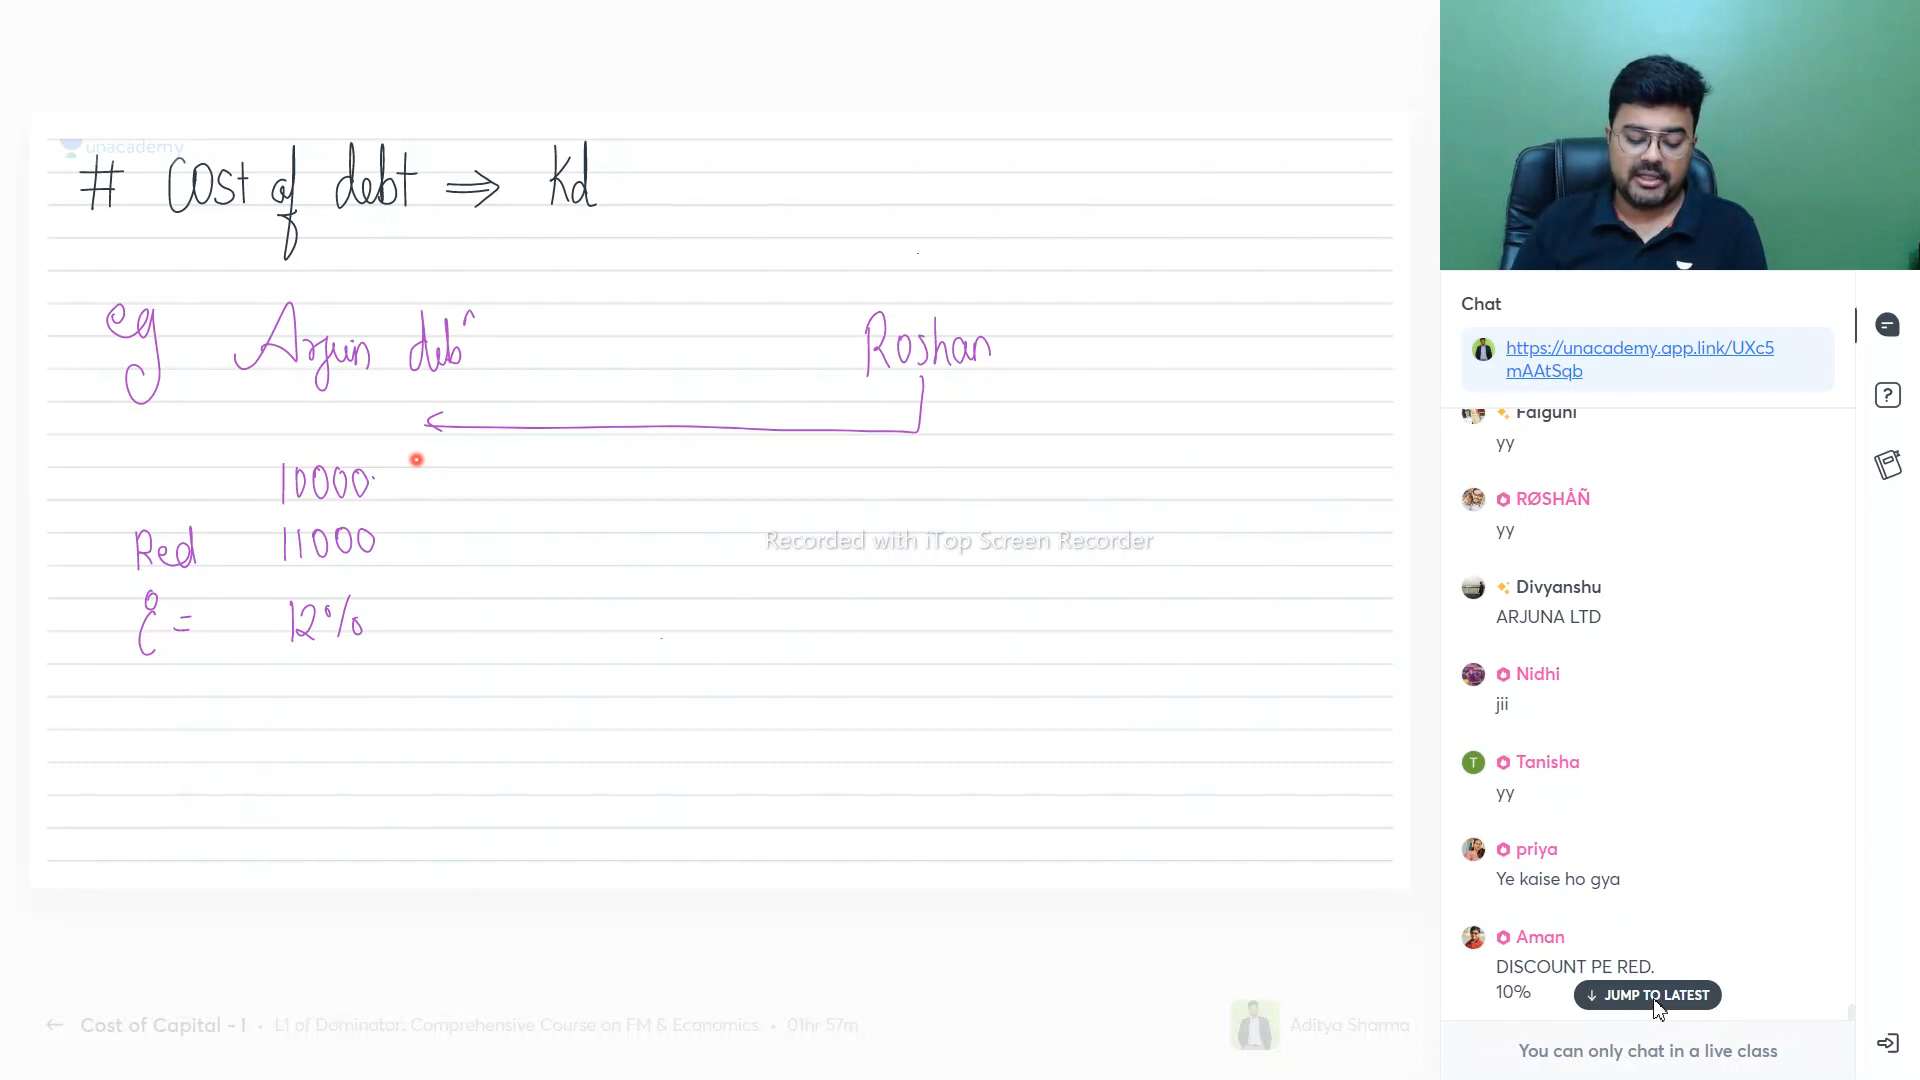 unacademy
# Cost of debt ⇒ Kd
eg Arjun debⁿ Roshan
10000
Red 11000
i = 12%
Recorded with iTop Screen Recorder
← Cost of Capital - I • L1 of Dominator: Comprehensive Course on FM & Economics • 01hr 57m
Aditya Sharma
Chat
https://unacademy.app.link/UXc5
mAAtSqb
Falguni
yy
RØSHÅÑ
yy
Divyanshu
ARJUNA LTD
Nidhi
jii
T Tanisha
yy
priya
Ye kaise ho gya
Aman
DISCOUNT PE RED.
10%
↓ JUMP TO LATEST
You can only chat in a live class